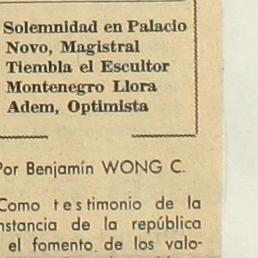 Solemnidad en Palacio
Novo, Magistral
Tiembla el Escultor
Montenegro Llora
Adem, Optimista
Por Benjamín WONG C.
Como testimonio de la
nstancia de la república
el fomento de los valo-